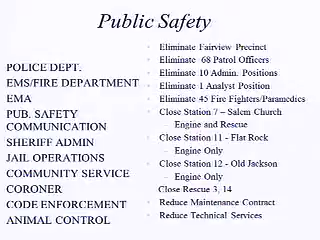 Public Safety
POLICE DEPT.
EMS/FIRE DEPARTMENT
EMA
PUB. SAFETY
COMMUNICATION
SHERIFF ADMIN
JAIL OPERATIONS
COMMUNITY SERVICE
CORONER
CODE ENFORCEMENT
ANIMAL CONTROL
• Eliminate Fairview Precinct
• Eliminate 68 Patrol Officers
• Eliminate 10 Admin. Positions
• Eliminate 1 Analyst Position
• Eliminate 45 Fire Fighters/Paramedics
• Close Station 7 – Salem Church
– Engine and Rescue
• Close Station 11 - Flat Rock
– Engine Only
• Close Station 12 - Old Jackson
– Engine Only
Close Rescue 3, 14
• Reduce Maintenance Contract
• Reduce Technical Services